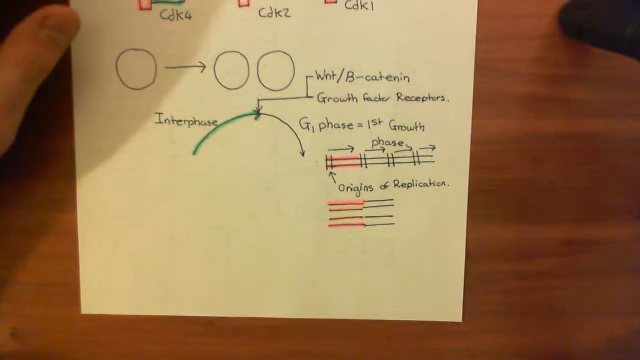 Cdk4
Cdk2
Cdk1
Wnt/B-catenin
Growth Factor Receptors.
Interphase
G1 phase = 1st Growth
phase.
Origins of Replication.